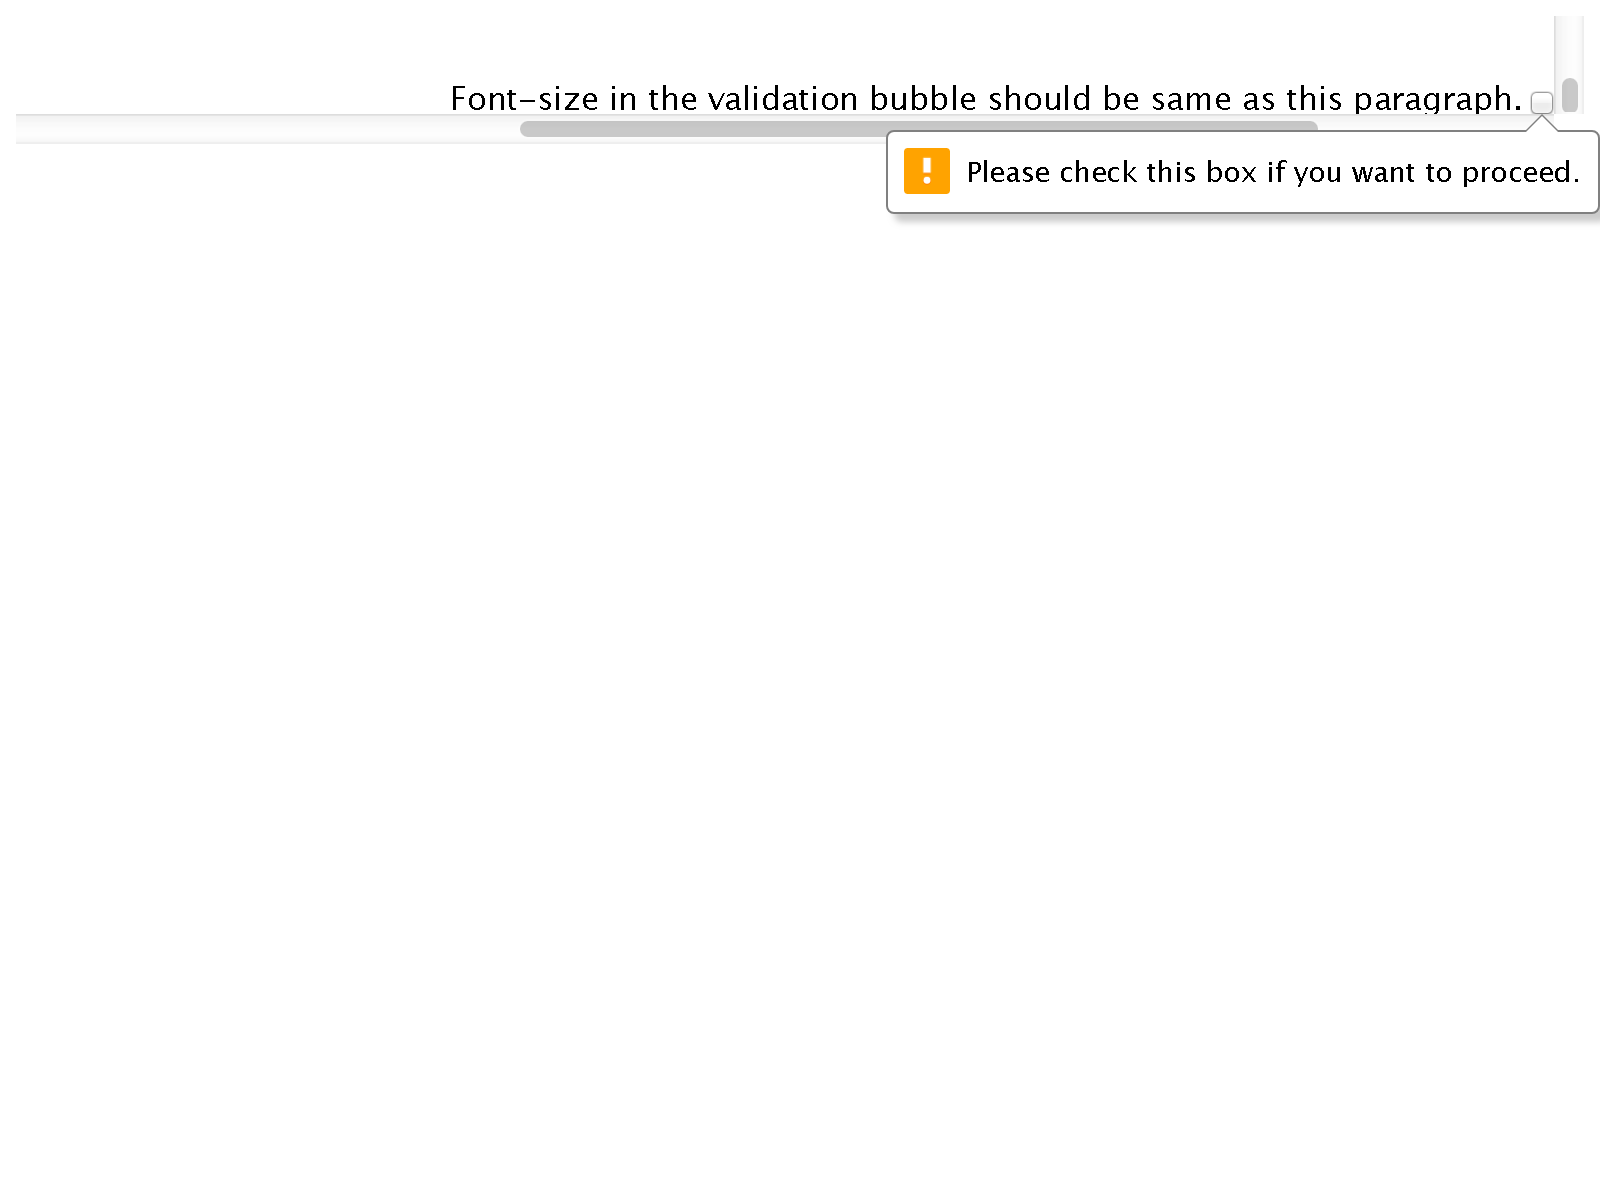 Font-size in the validation bubble should be same as this paragraph.
Please check this box if you want to proceed.